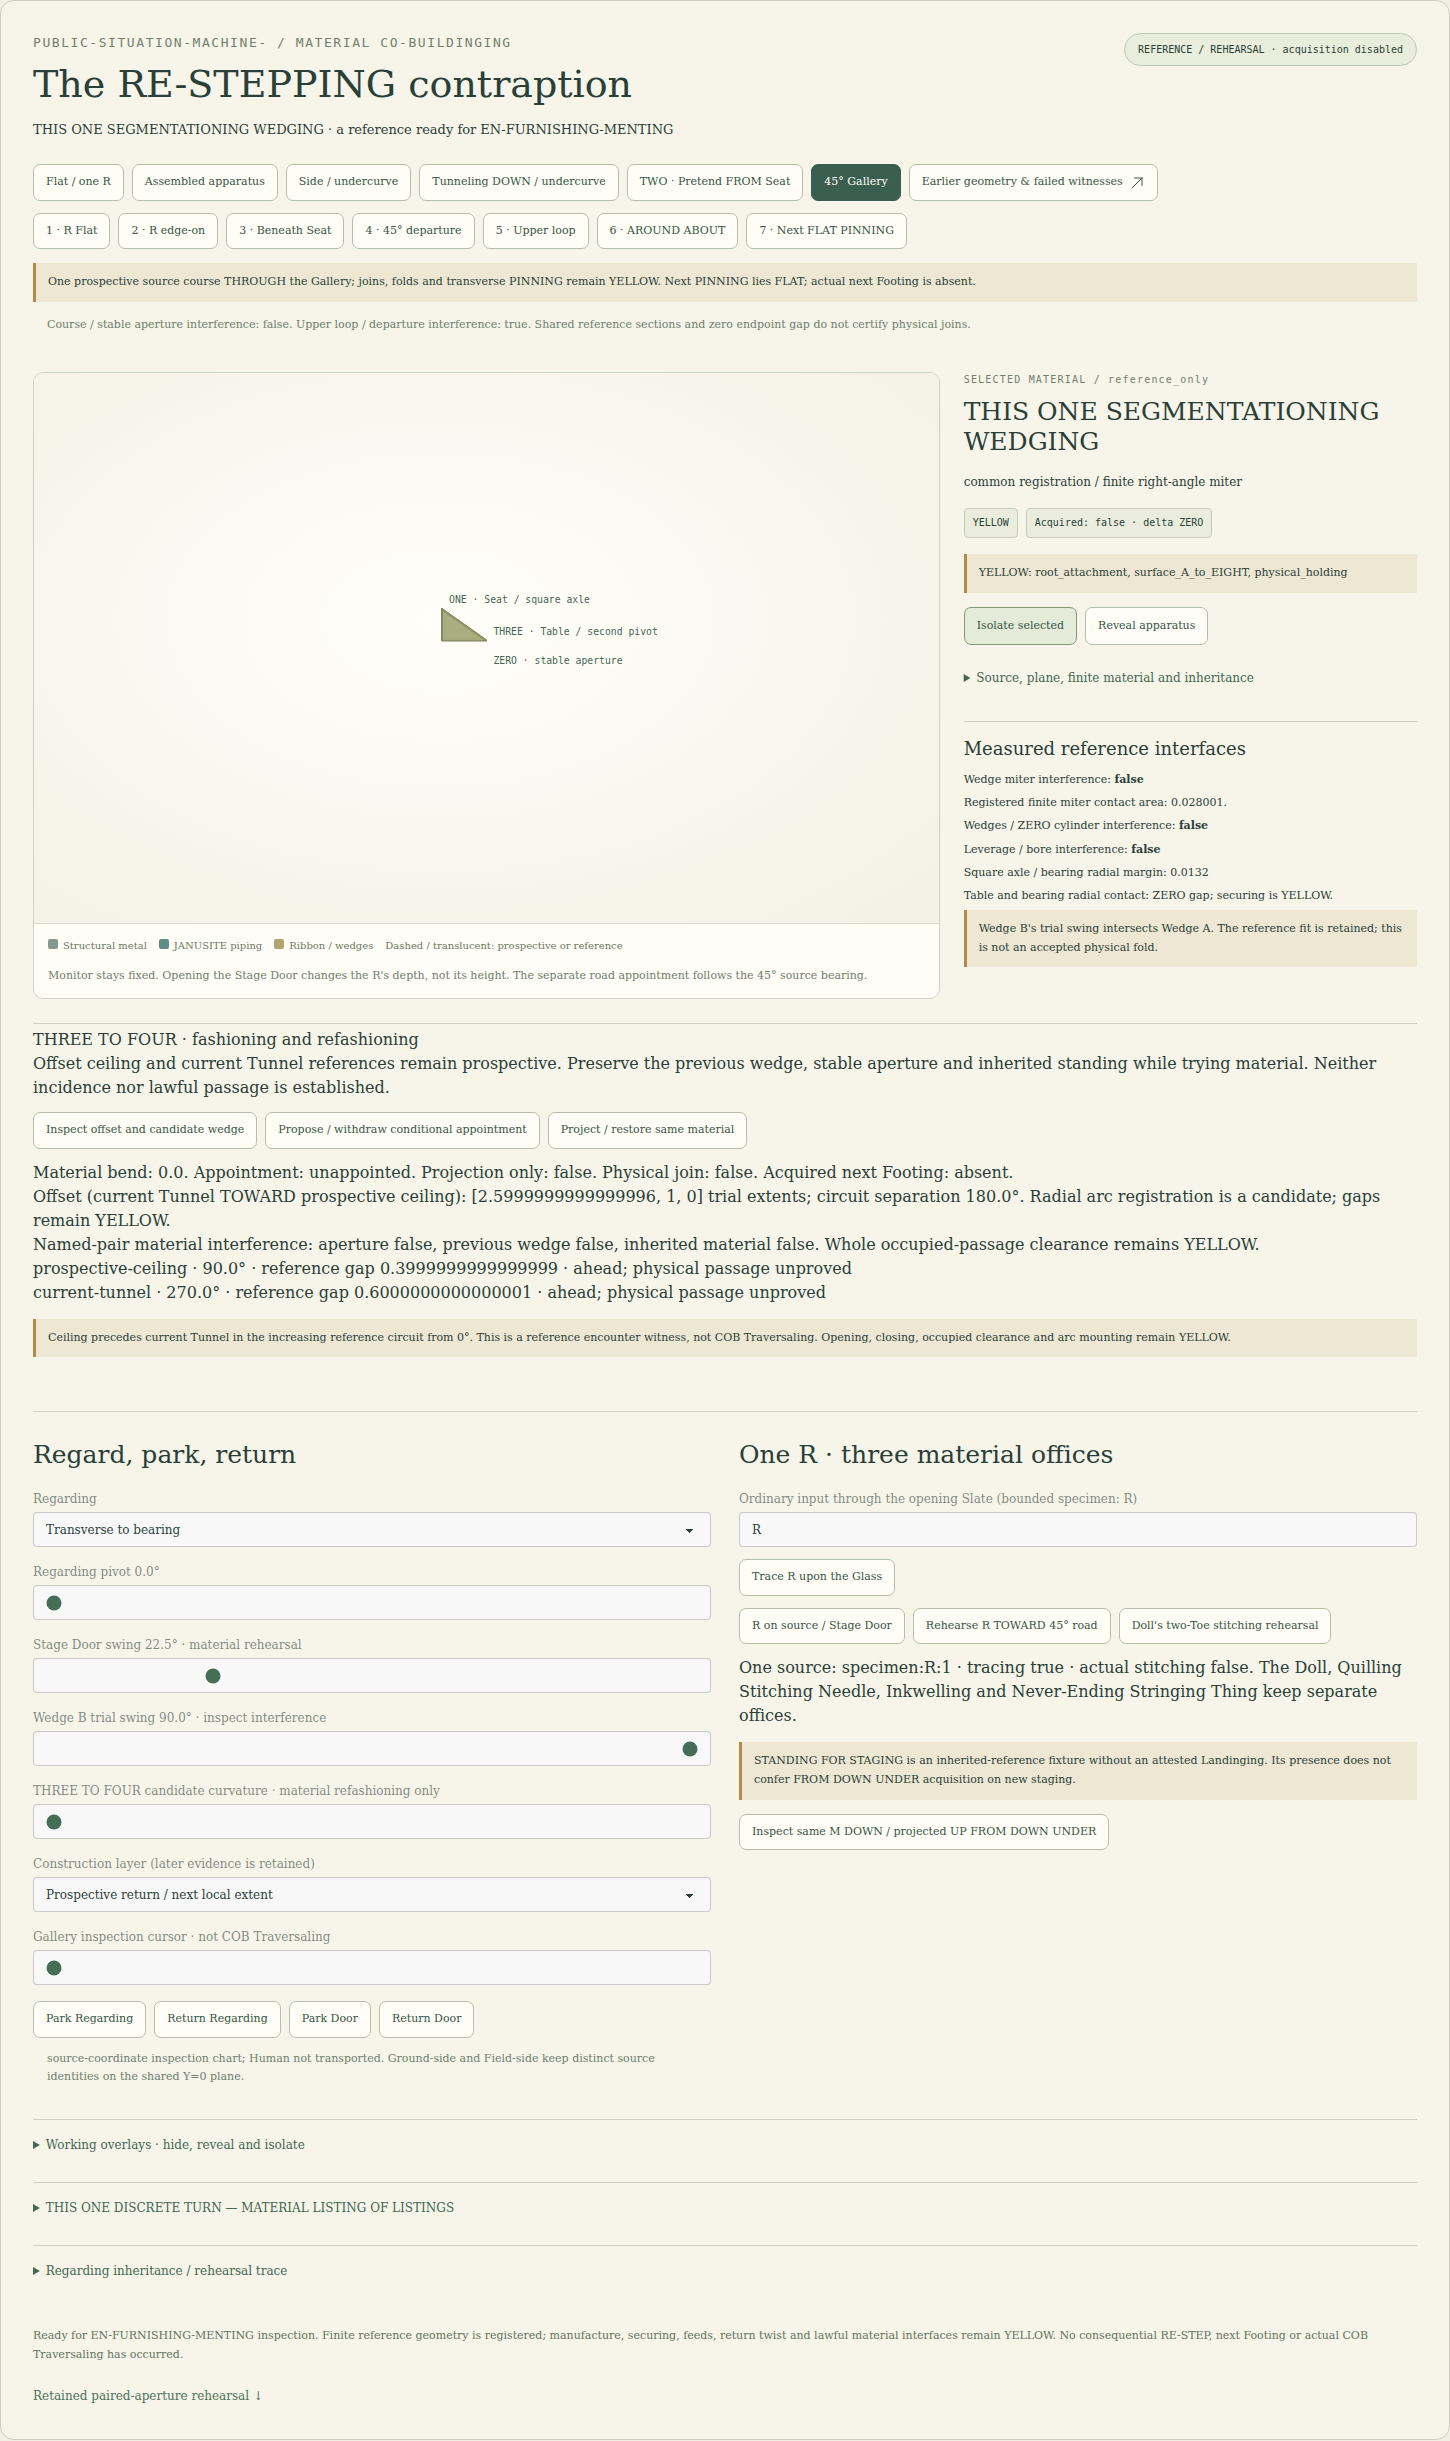 PUBLIC-SITUATION-MACHINE- / MATERIAL CO-BUILDINGING
REFERENCE / REHEARSAL · acquisition disabled
The RE-STEPPING contraption
THIS ONE SEGMENTATIONING WEDGING · a reference ready for EN-FURNISHING-MENTING
Flat / one R
Assembled apparatus
Side / undercurve
Tunneling DOWN / undercurve
TWO · Pretend FROM Seat
45° Gallery
Earlier geometry & failed witnesses
1 · R Flat
2 · R edge-on
3 · Beneath Seat
4 · 45° departure
5 · Upper loop
6 · AROUND ABOUT
7 · Next FLAT PINNING
One prospective source course THROUGH the Gallery; joins, folds and transverse PINNING remain YELLOW. Next PINNING lies FLAT; actual next Footing is absent.
Course / stable aperture interference: false. Upper loop / departure interference: true. Shared reference sections and zero endpoint gap do not certify physical joins.
ONE · Seat / square axle
THREE · Table / second pivot
ZERO · stable aperture
Structural metal
JANUSITE piping
Ribbon / wedges
Dashed / translucent: prospective or reference
Monitor stays fixed. Opening the Stage Door changes the R's depth, not its height. The separate road appointment follows the 45° source bearing.
SELECTED MATERIAL / reference_only
THIS ONE SEGMENTATIONING
WEDGING
common registration / finite right-angle miter
YELLOW
Acquired: false · delta ZERO
YELLOW: root_attachment, surface_A_to_EIGHT, physical_holding
Isolate selected
Reveal apparatus
Source, plane, finite material and inheritance
Measured reference interfaces
Wedge miter interference: false
Registered finite miter contact area: 0.028001.
Wedges / ZERO cylinder interference: false
Leverage / bore interference: false
Square axle / bearing radial margin: 0.0132
Table and bearing radial contact: ZERO gap; securing is YELLOW.
Wedge B's trial swing intersects Wedge A. The reference fit is retained; this
is not an accepted physical fold.
THREE TO FOUR · fashioning and refashioning
Offset ceiling and current Tunnel references remain prospective. Preserve the previous wedge, stable aperture and inherited standing while trying material. Neither
incidence nor lawful passage is established.
Inspect offset and candidate wedge
Propose / withdraw conditional appointment
Project / restore same material
Material bend: 0.0. Appointment: unappointed. Projection only: false. Physical join: false. Acquired next Footing: absent.
Offset (current Tunnel TOWARD prospective ceiling): [2.5999999999999996, 1, 0] trial extents; circuit separation 180.0°. Radial arc registration is a candidate; gaps
remain YELLOW.
Named-pair material interference: aperture false, previous wedge false, inherited material false. Whole occupied-passage clearance remains YELLOW.
prospective-ceiling · 90.0° · reference gap 0.3999999999999999 · ahead; physical passage unproved
current-tunnel · 270.0° · reference gap 0.6000000000000001 · ahead; physical passage unproved
Ceiling precedes current Tunnel in the increasing reference circuit from 0°. This is a reference encounter witness, not COB Traversaling. Opening, closing, occupied clearance and arc mounting remain YELLOW.
Regard, park, return
Regarding
Transverse to bearing
Regarding pivot 0.0°
Stage Door swing 22.5° · material rehearsal
Wedge B trial swing 90.0° · inspect interference
THREE TO FOUR candidate curvature · material refashioning only
Construction layer (later evidence is retained)
Prospective return / next local extent
Gallery inspection cursor · not COB Traversaling
Park Regarding
Return Regarding
Park Door
Return Door
source-coordinate inspection chart; Human not transported. Ground-side and Field-side keep distinct source
identities on the shared Y=0 plane.
One R · three material offices
Ordinary input through the opening Slate (bounded specimen: R)
R
Trace R upon the Glass
R on source / Stage Door
Rehearse R TOWARD 45° road
Doll's two-Toe stitching rehearsal
One source: specimen:R:1 · tracing true · actual stitching false. The Doll, Quilling
Stitching Needle, Inkwelling and Never-Ending Stringing Thing keep separate
offices.
STANDING FOR STAGING is an inherited-reference fixture without an attested Landinging. Its presence does not
confer FROM DOWN UNDER acquisition on new staging.
Inspect same M DOWN / projected UP FROM DOWN UNDER
Working overlays · hide, reveal and isolate
THIS ONE DISCRETE TURN — MATERIAL LISTING OF LISTINGS
Regarding inheritance / rehearsal trace
Ready for EN-FURNISHING-MENTING inspection. Finite reference geometry is registered; manufacture, securing, feeds, return twist and lawful material interfaces remain YELLOW. No consequential RE-STEP, next Footing or actual COB
Traversaling has occurred.
Retained paired-aperture rehearsal ↓